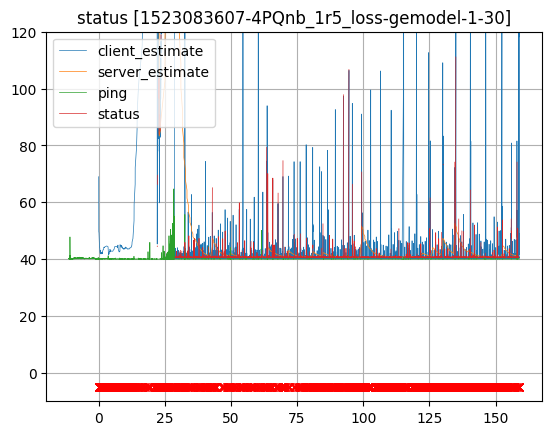 status [1523083607-4PQnb_1r5_loss-gemodel-1-30]
client_estimate
server_estimate
ping
status
120
100
80
60
40
20
0
0
25
50
75
100
125
150